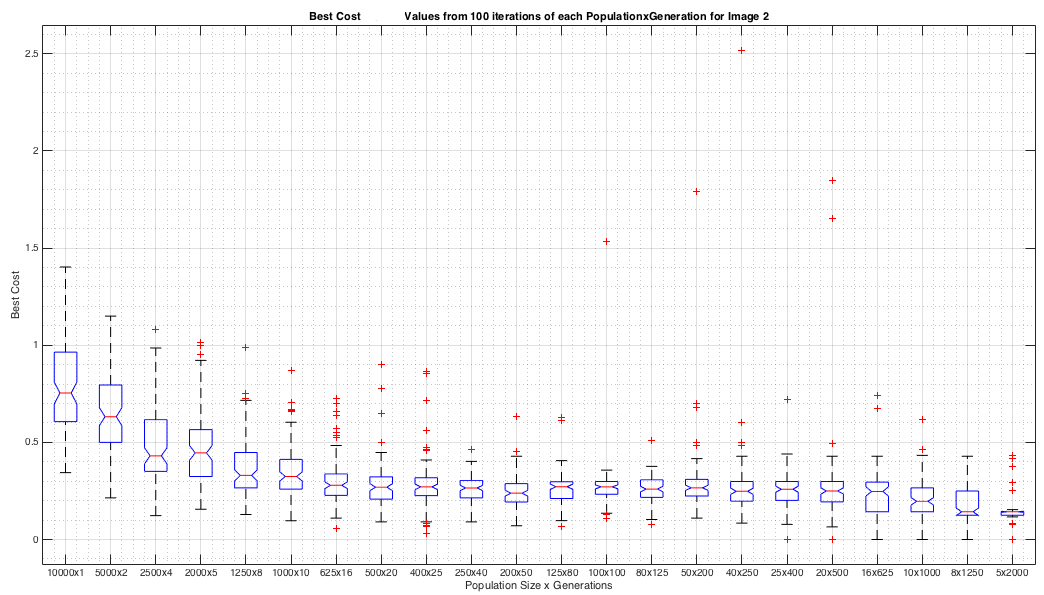 Best Cost Values from 100 iterations of each PopulationxGeneration for Image 2
2.5
2
1.5
1
0.5
0
Best Cost
10000x1 5000x2 2500x4 2000x5 1250x8 1000x10 625x16 500x20 400x25 250x40 200x50 125x80 100x100 80x125 50x200 40x250 25x400 20x500 16x625 10x1000 8x1250 5x2000
Population Size x Generations